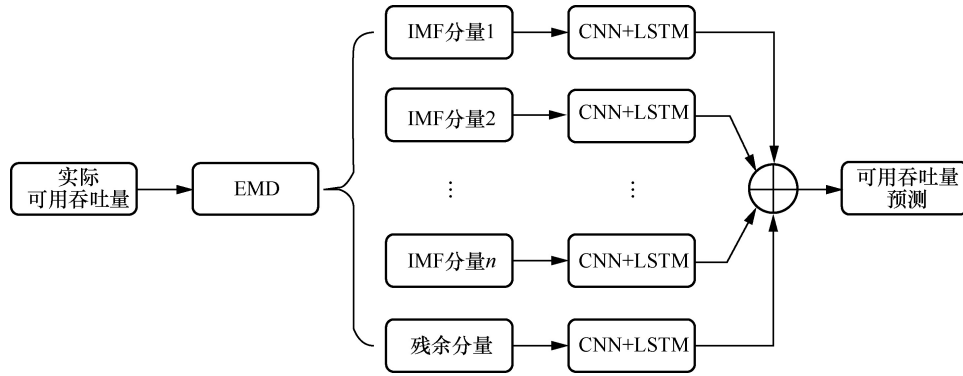 IMF分量1
CNN+LSTM
IMF分量2
CNN+LSTM
实际
可用吞吐量
EMD
⋮
⋮
可用吞吐量
预测
IMF分量n
CNN+LSTM
残余分量
CNN+LSTM